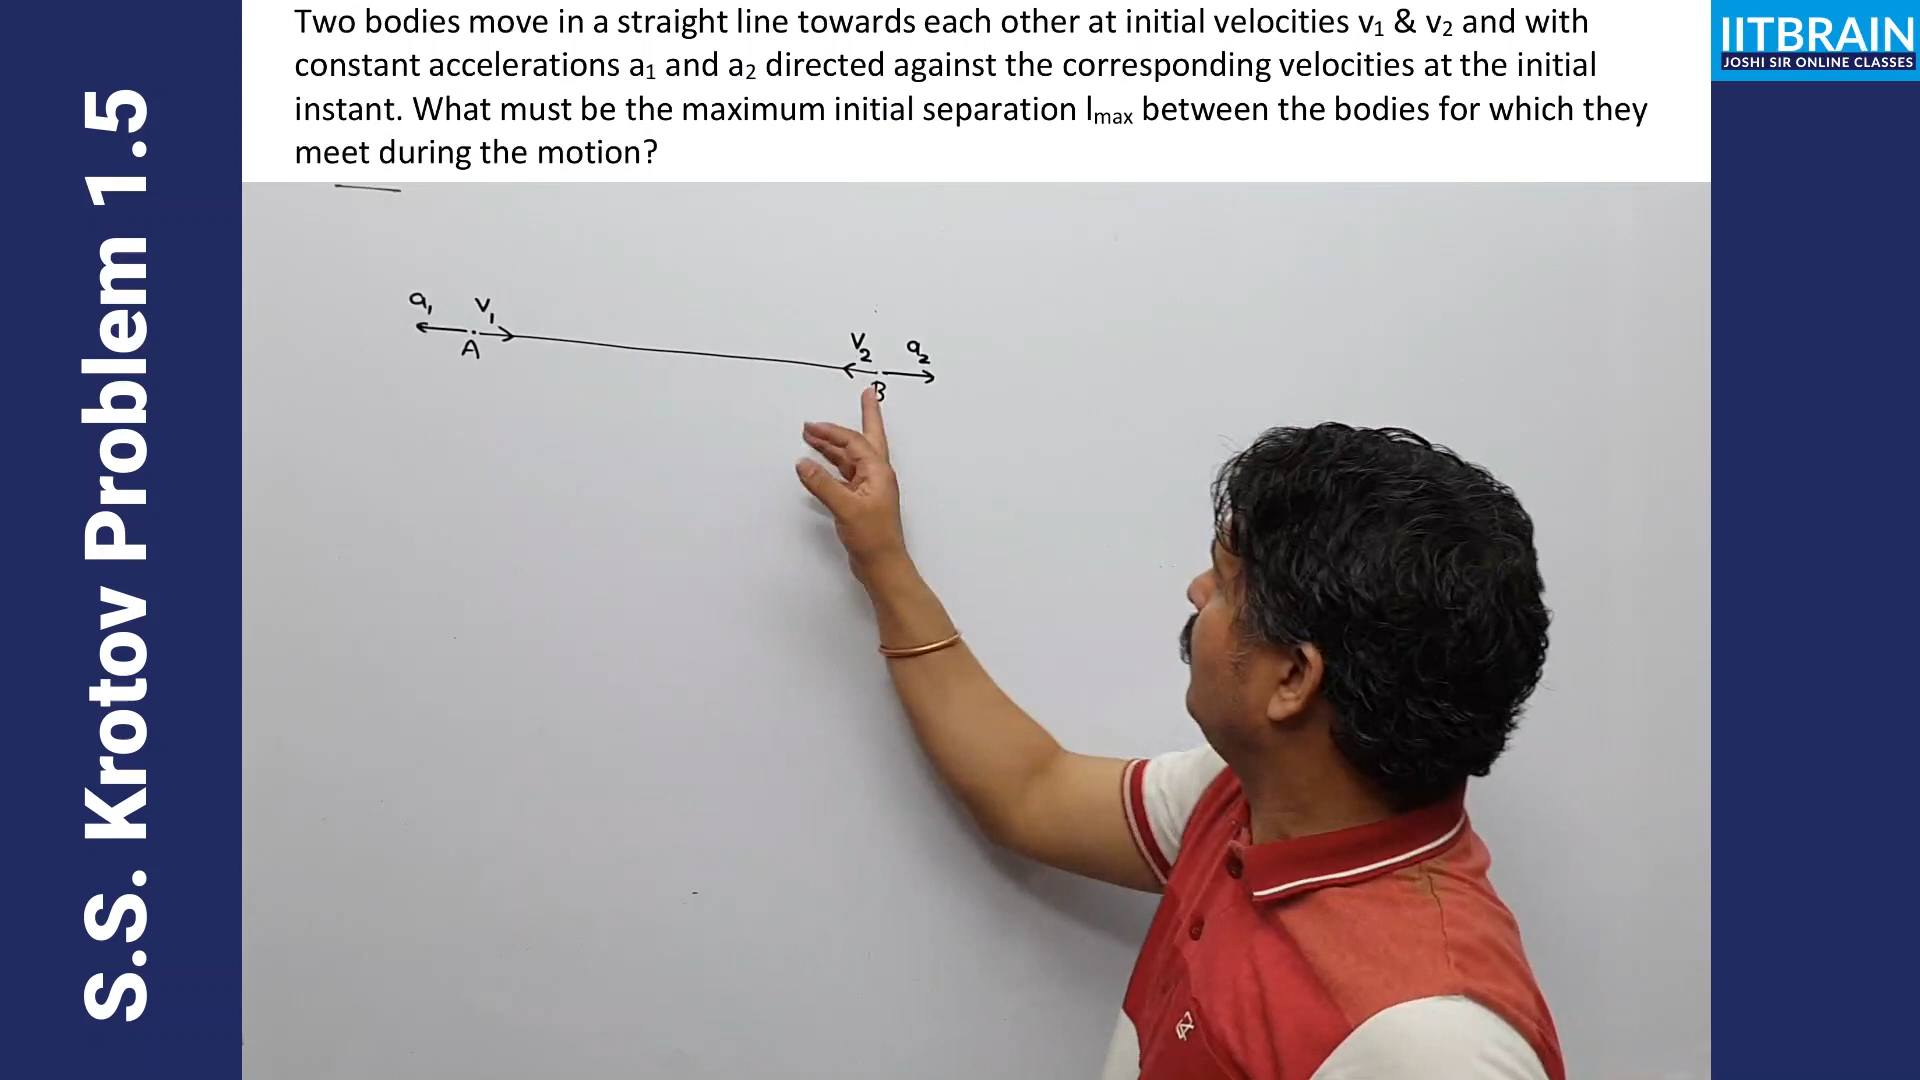 Two bodies move in a straight line towards each other at initial velocities v₁ & v₂ and with
constant accelerations a₁ and a₂ directed against the corresponding velocities at the initial
instant. What must be the maximum initial separation lₘₐₓ between the bodies for which they
meet during the motion?
IITBRAIN
JOSHI SIR ONLINE CLASSES
S.S. Krotov Problem 1.5
a₁ v₁
A
v₂ a₂
B